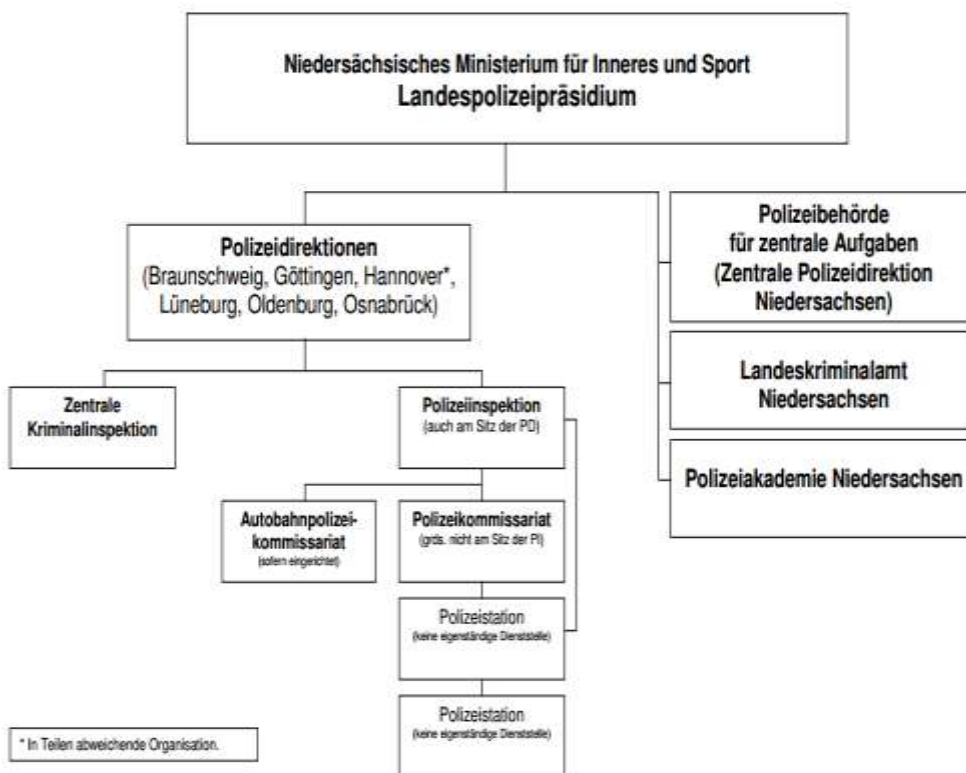 Niedersächsisches Ministerium für Inneres und Sport
Landespolizeipräsidium
Polizeidirektionen
(Braunschweig, Göttingen, Hannover*,
Lüneburg, Oldenburg, Osnabrück)
Polizeibehörde
für zentrale Aufgaben
(Zentrale Polizeidirektion
Niedersachsen)
Landeskriminalamt
Niedersachsen
Polizeiakademie Niedersachsen
Zentrale
Kriminalinspektion
Polizeiinspektion
(auch am Sitz der PD)
Autobahnpolizei-
kommissariat
(sofern eingerichtet)
Polizeikommissariat
(grds. nicht am Sitz der PI)
Polizeistation
(keine eigenständige Dienststelle)
Polizeistation
(keine eigenständige Dienststelle)
* In Teilen abweichende Organisation.